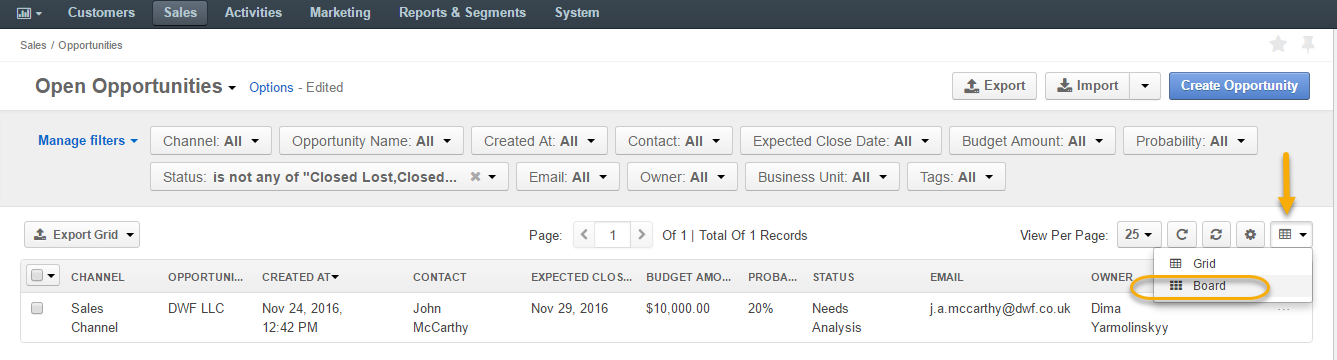 Customers Sales Activities Marketing Reports & Segments System
Sales / Opportunities
Open Opportunities Options - Edited Export Import Create Opportunity
Manage filters Channel: All Opportunity Name: All Created At: All Contact: All Expected Close Date: All Budget Amount: All Probability: All
Status: is not any of "Closed Lost,Closed... Email: All Owner: All Business Unit: All Tags: All
Export Grid Page: 1 Of 1 | Total Of 1 Records View Per Page: 25
Grid
CHANNEL OPPORTUNI... CREATED AT CONTACT EXPECTED CLOS... BUDGET AMO... PROBA... STATUS EMAIL OWNER
Board
Sales DWF LLC Nov 24, 2016, John Nov 29, 2016 $10,000.00 20% Needs j.a.mccarthy@dwf.co.uk Dima ...
Channel 12:42 PM McCarthy Analysis Yarmolinskyy